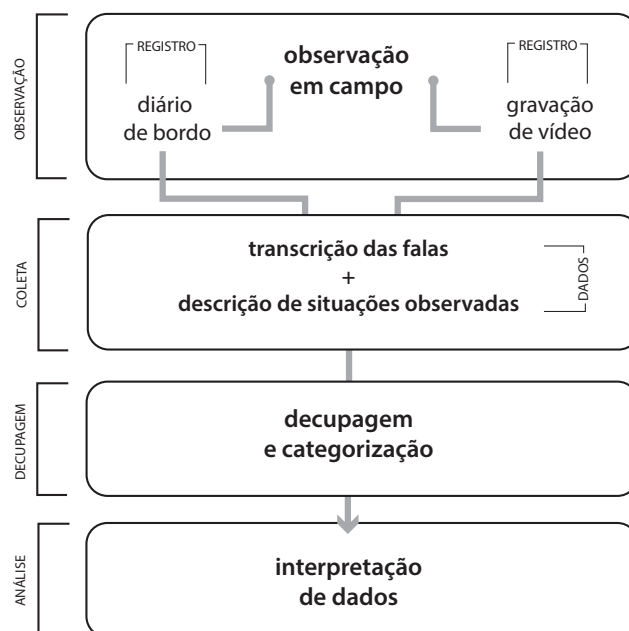 OBSERVAÇÃO
REGISTRO
diário
de bordo
observação
em campo
REGISTRO
gravação
de vídeo
COLETA
transcrição das falas
+
descrição de situações observadas
DADOS
DECUPAGEM
decupagem
e categorização
ANÁLISE
interpretação
de dados